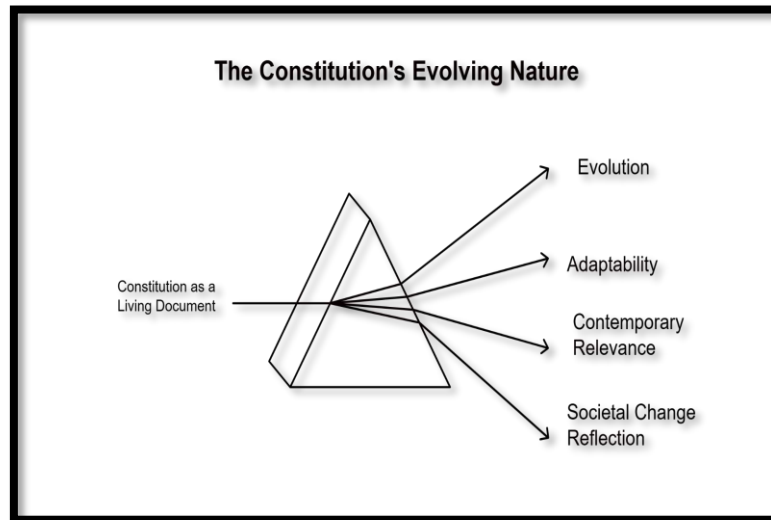 The Constitution's Evolving Nature
Evolution
Adaptability
Constitution as a
Living Document
Contemporary
Relevance
Societal Change
Reflection